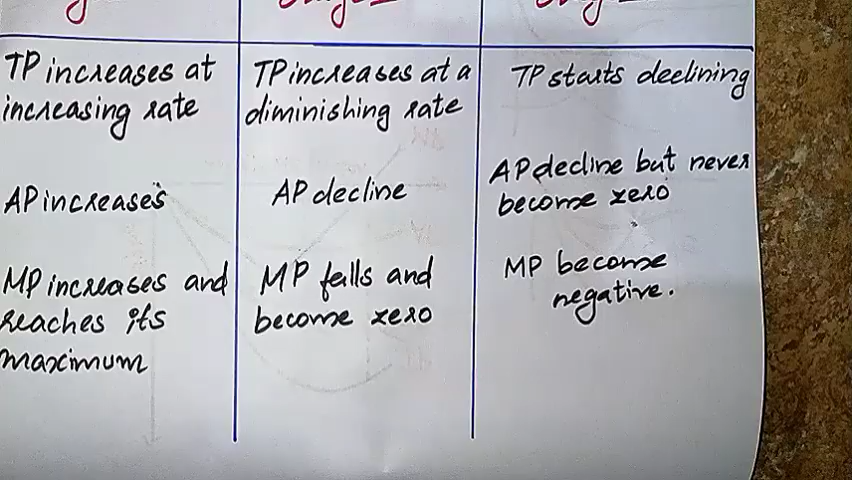 TP increases at
increasing rate
AP increases
MP increases and
reaches its
maximum
TP increases at a
diminishing rate
AP decline
MP falls and
become zero
TP starts declining
AP decline but never
become zero
MP become
negative.